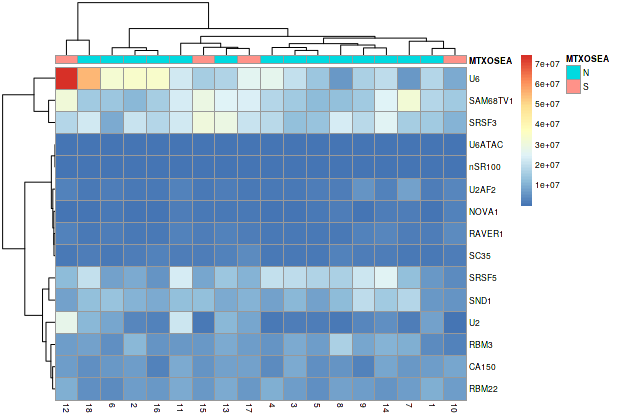 MTXOSEA
U6
SAM68TV1
SRSF3
U6ATAC
nSR100
U2AF2
NOVA1
RAVER1
SC35
SRSF5
SND1
U2
RBM3
CA150
RBM22
12 18 6 2 16 11 15 13 17 4 3 5 8 9 14 7 1 10
7e+07
6e+07
5e+07
4e+07
3e+07
2e+07
1e+07
MTXOSEA
N
S